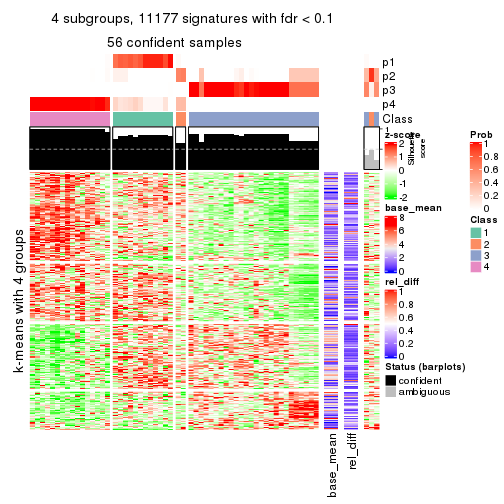 4 subgroups, 11177 signatures with fdr < 0.1
56 confident samples
p1
p2
p3
p4
Class
1
0.5
0
Silhouette
score
k-means with 4 groups
base_mean
rel_diff
z-score
2
1
0
-1
-2
base_mean
8
6
4
2
0
rel_diff
1
0.8
0.6
0.4
0.2
0
Status (barplots)
confident
ambiguous
Prob
1
0.8
0.6
0.4
0.2
0
Class
1
2
3
4